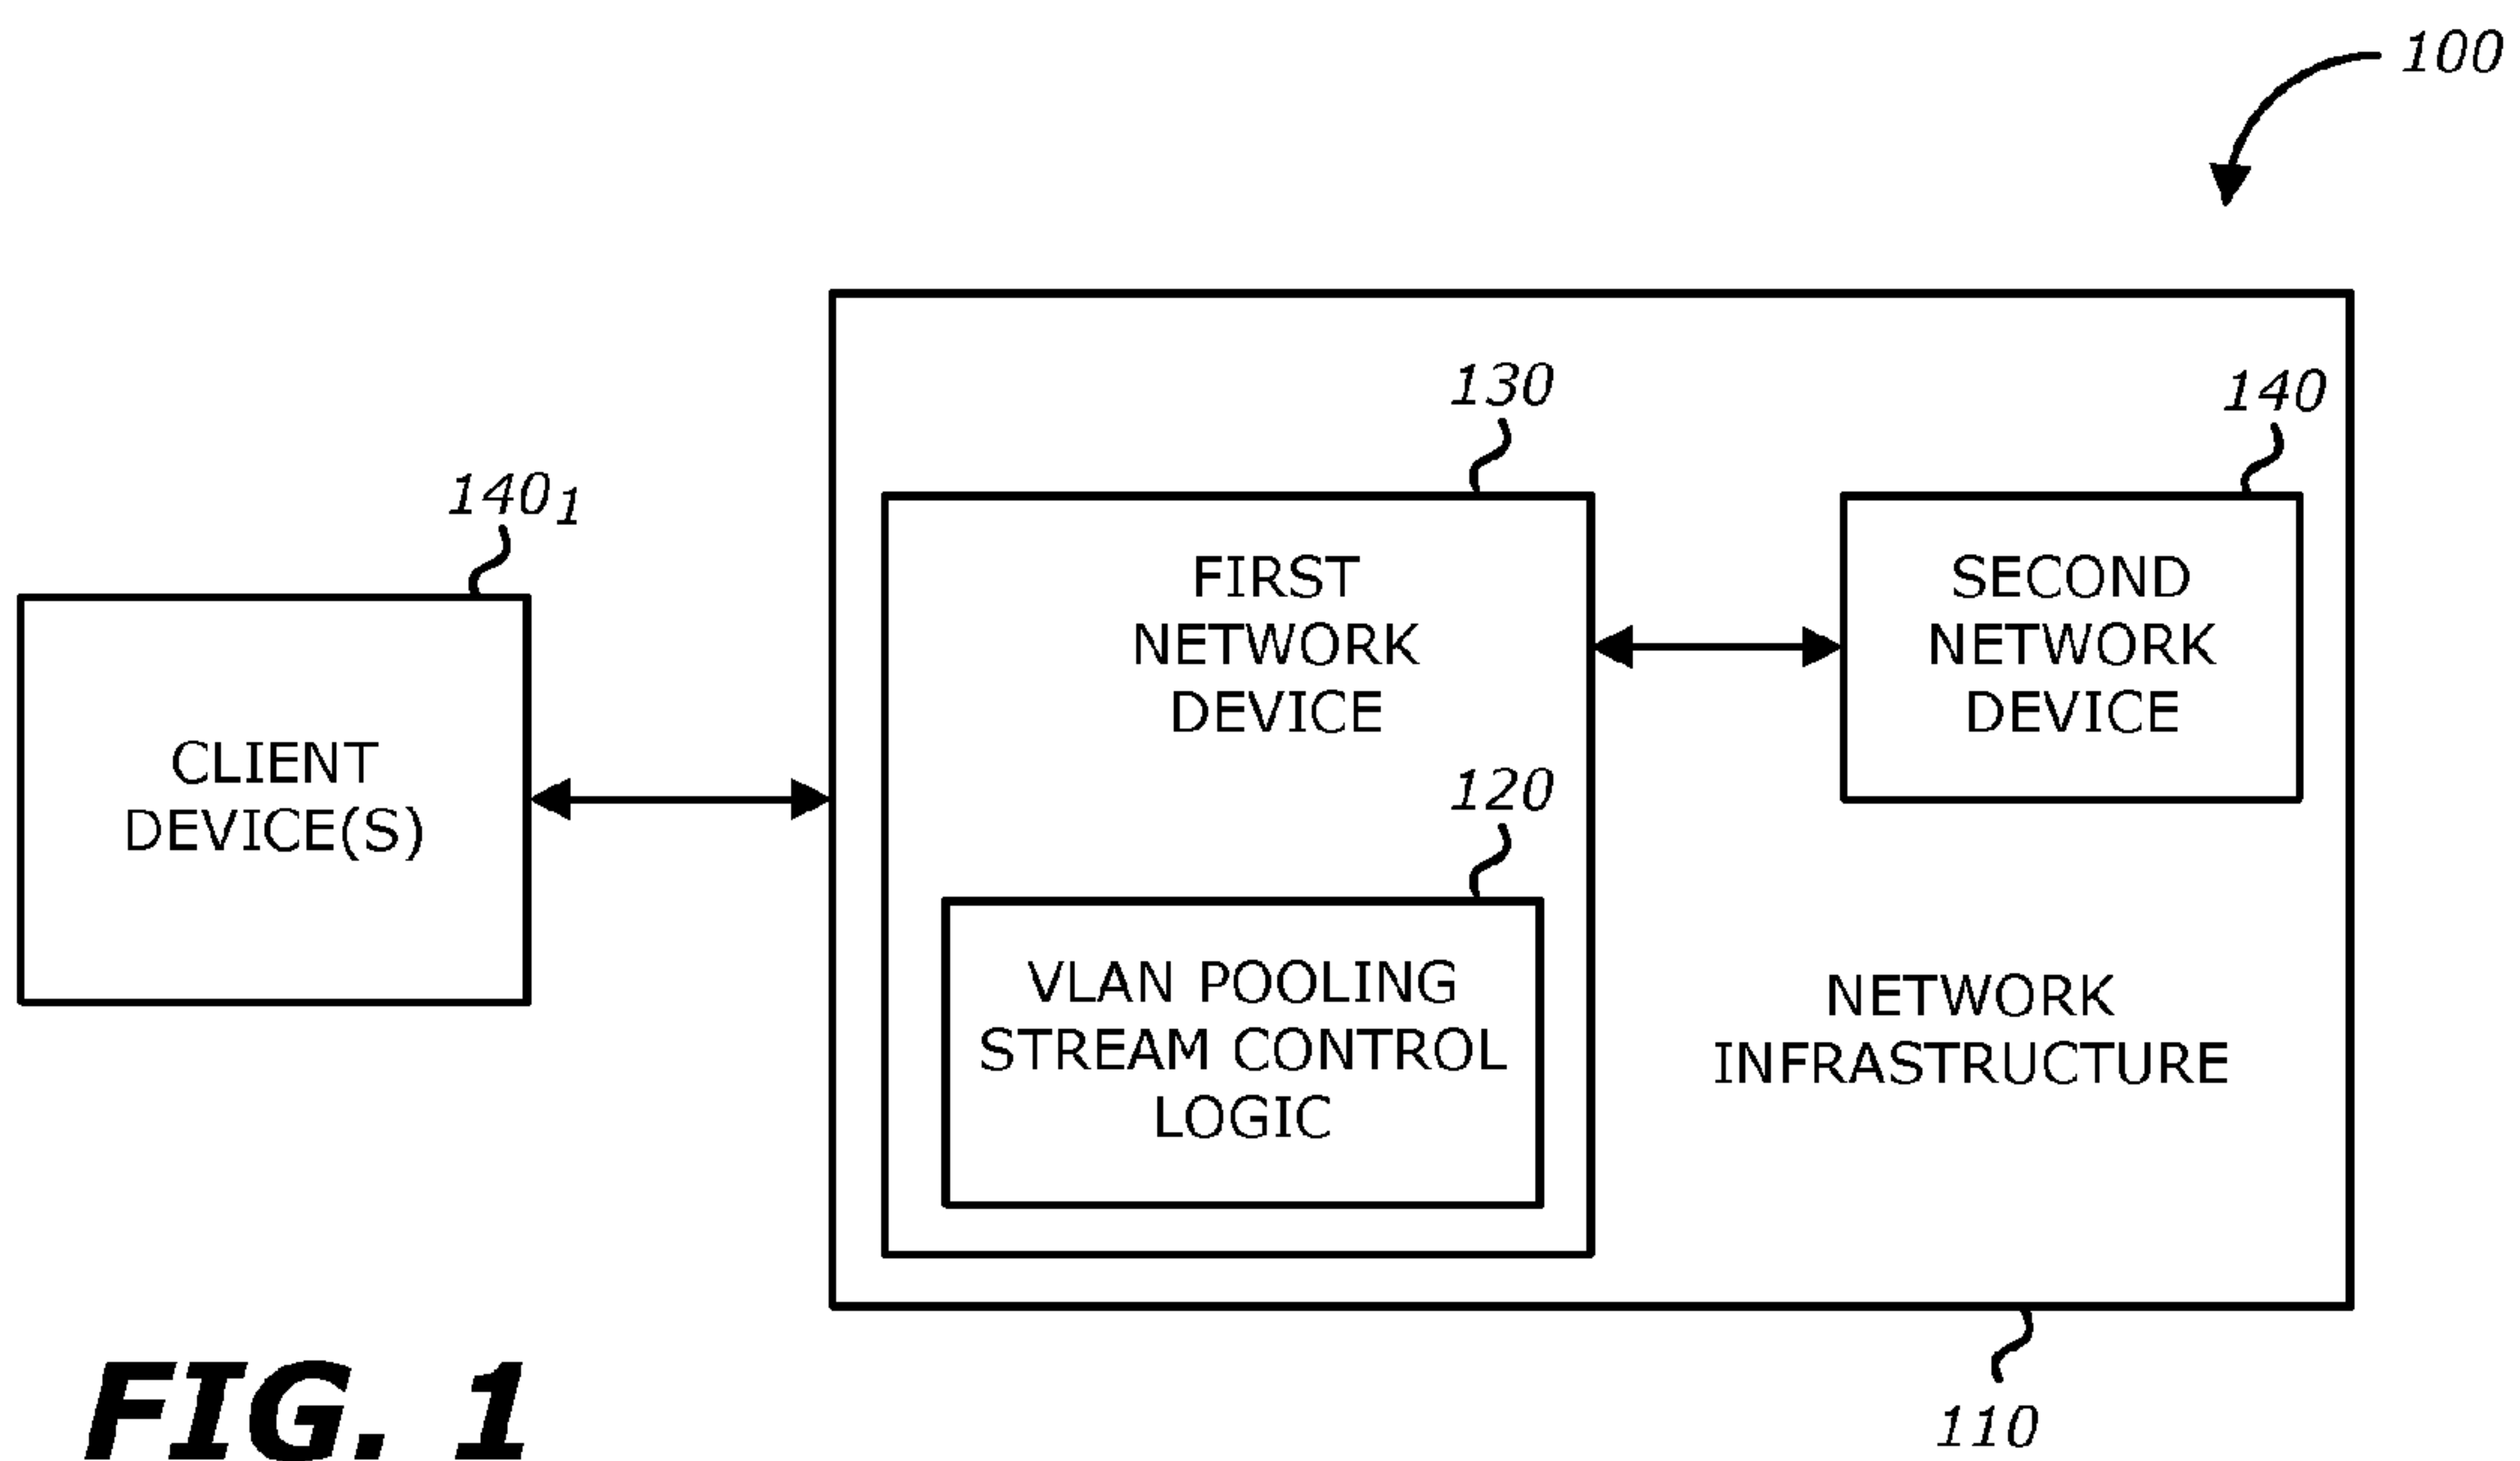 100
130
140
140₁
FIRST
NETWORK
DEVICE
SECOND
NETWORK
DEVICE
CLIENT
DEVICE(S)
120
VLAN POOLING
STREAM CONTROL
LOGIC
NETWORK
INFRASTRUCTURE
110
FIG. 1